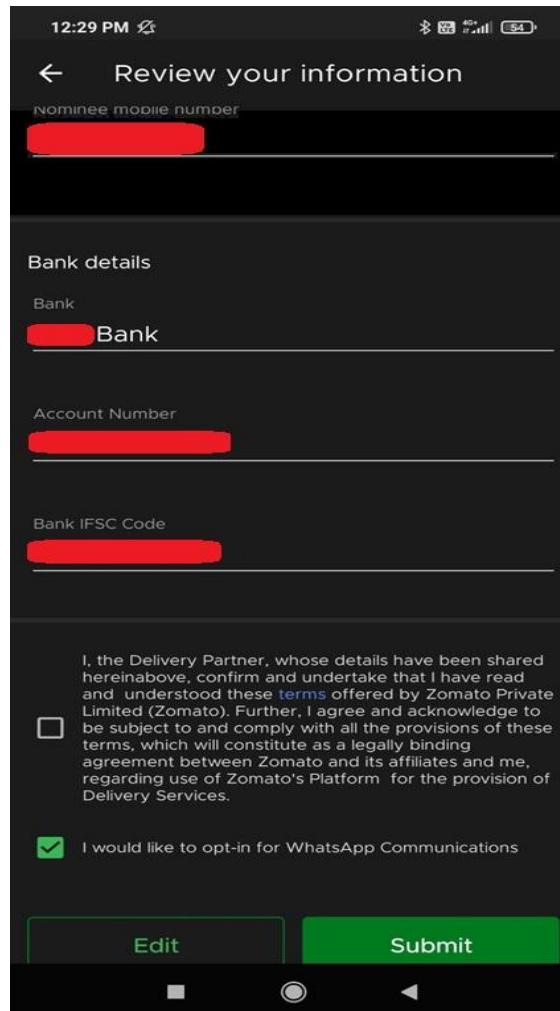 12:29 PM
4G+
54
Review your information
Nominee mobile number
Bank details
Bank
Bank
Account Number
Bank IFSC Code
I, the Delivery Partner, whose details have been shared
hereinabove, confirm and undertake that I have read
and understood these terms offered by Zomato Private
Limited (Zomato). Further, I agree and acknowledge to
be subject to and comply with all the provisions of these
terms, which will constitute as a legally binding
agreement between Zomato and its affiliates and me,
regarding use of Zomato's Platform for the provision of
Delivery Services.
I would like to opt-in for WhatsApp Communications
Edit
Submit